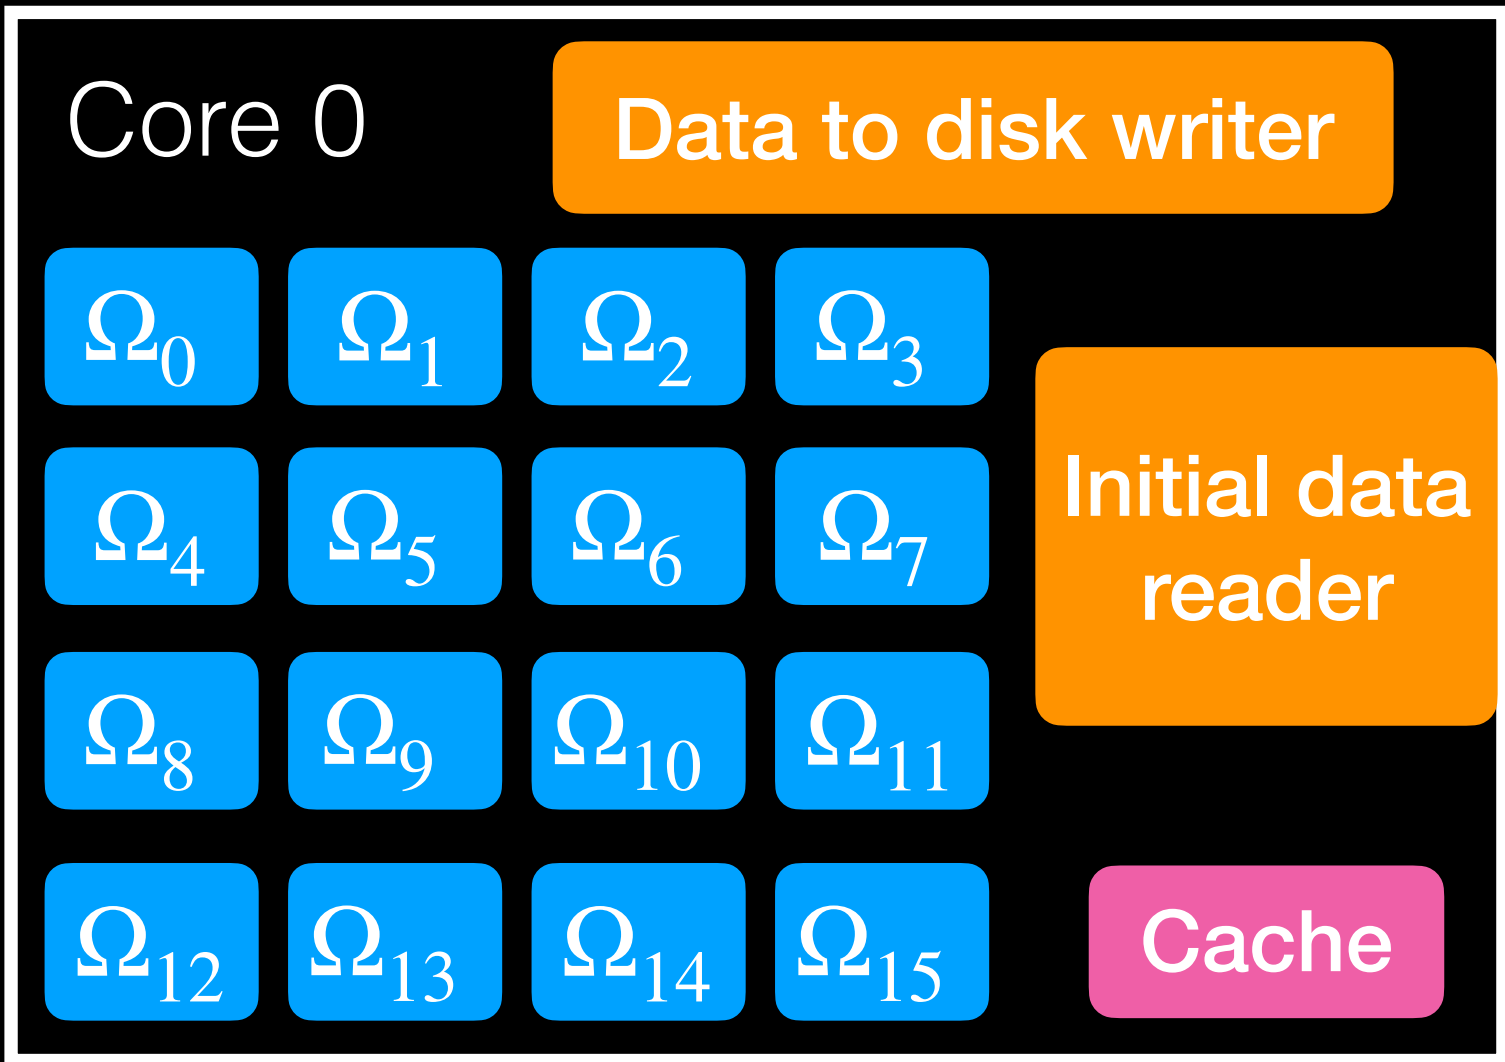 Core 0
Data to disk writer
Ω₀ Ω₁ Ω₂ Ω₃
Ω₄ Ω₅ Ω₆ Ω₇
Initial data
reader
Ω₈ Ω₉ Ω₁₀ Ω₁₁
Ω₁₂ Ω₁₃ Ω₁₄ Ω₁₅
Cache